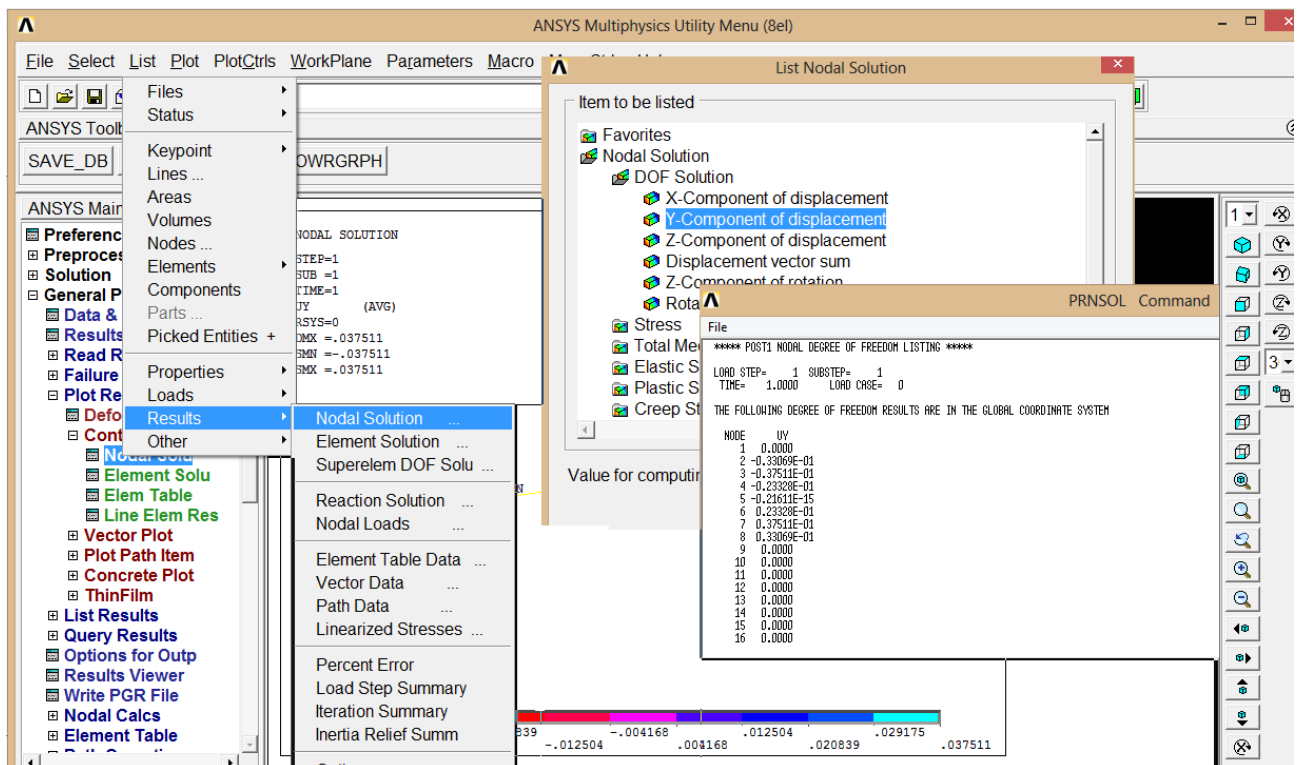 ANSYS Multiphysics Utility Menu (8el)
File Select List Plot PlotCtrls WorkPlane Parameters Macro
ANSYS Toolb
SAVE_DB
OWRGRPH
ANSYS Main
Preferenc
Preproces
Solution
General P
Data &
Results
Read R
Failure
Plot Re
Defo
Cont
Nodal Solu
Element Solu
Elem Table
Line Elem Res
Vector Plot
Plot Path Item
Concrete Plot
ThinFilm
List Results
Query Results
Options for Outp
Results Viewer
Write PGR File
Nodal Calcs
Element Table
Files
Status
Keypoint
Lines ...
Areas
Volumes
Nodes ...
Elements
Components
Parts ...
Picked Entities +
Properties
Loads
Results
Other
Nodal Solution ...
Element Solution ...
Superelem DOF Solu ...
Reaction Solution ...
Nodal Loads ...
Element Table Data ...
Vector Data ...
Path Data ...
Linearized Stresses ...
Percent Error
Load Step Summary
Iteration Summary
Inertia Relief Summ
NODAL SOLUTION
STEP=1
SUB =1
TIME=1
UY (AVG)
RSYS=0
DMX =.037511
SMN =-.037511
SMX =.037511
N
List Nodal Solution
Item to be listed
Favorites
Nodal Solution
DOF Solution
X-Component of displacement
Y-Component of displacement
Z-Component of displacement
Displacement vector sum
Z-Component of rotation
Rota
Stress
Total Mec
Elastic S
Plastic S
Creep St
Value for computin
PRNSOL Command
File
***** POST1 NODAL DEGREE OF FREEDOM LISTING *****
LOAD STEP= 1 SUBSTEP= 1
TIME= 1.0000 LOAD CASE= 0
THE FOLLOWING DEGREE OF FREEDOM RESULTS ARE IN THE GLOBAL COORDINATE SYSTEM
NODE UY
1 0.0000
2 -0.33069E-01
3 -0.37511E-01
4 -0.23328E-01
5 -0.21611E-15
6 0.23328E-01
7 0.37511E-01
8 0.33069E-01
9 0.0000
10 0.0000
11 0.0000
12 0.0000
13 0.0000
14 0.0000
15 0.0000
16 0.0000
1
3
839 -.004168 .012504 .029175
-.012504 .004168 .020839 .037511